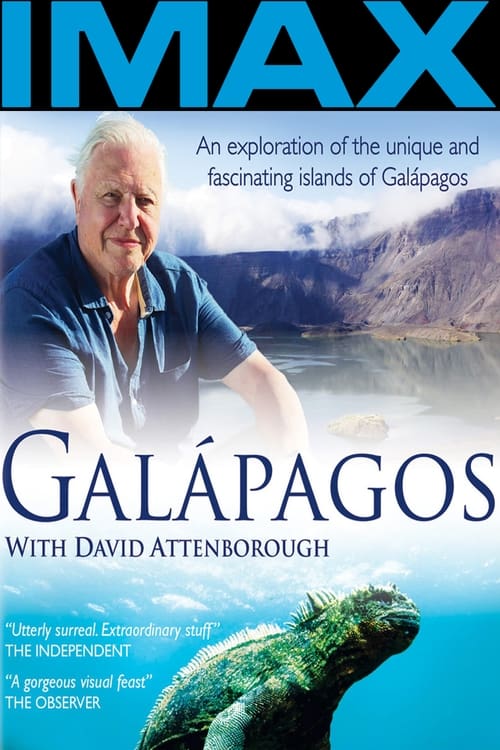 IMAX
An exploration of the unique and
fascinating islands of Galápagos
GALÁPAGOS
WITH DAVID ATTENBOROUGH
“Utterly surreal. Extraordinary stuff”
THE INDEPENDENT
“A gorgeous visual feast”
THE OBSERVER